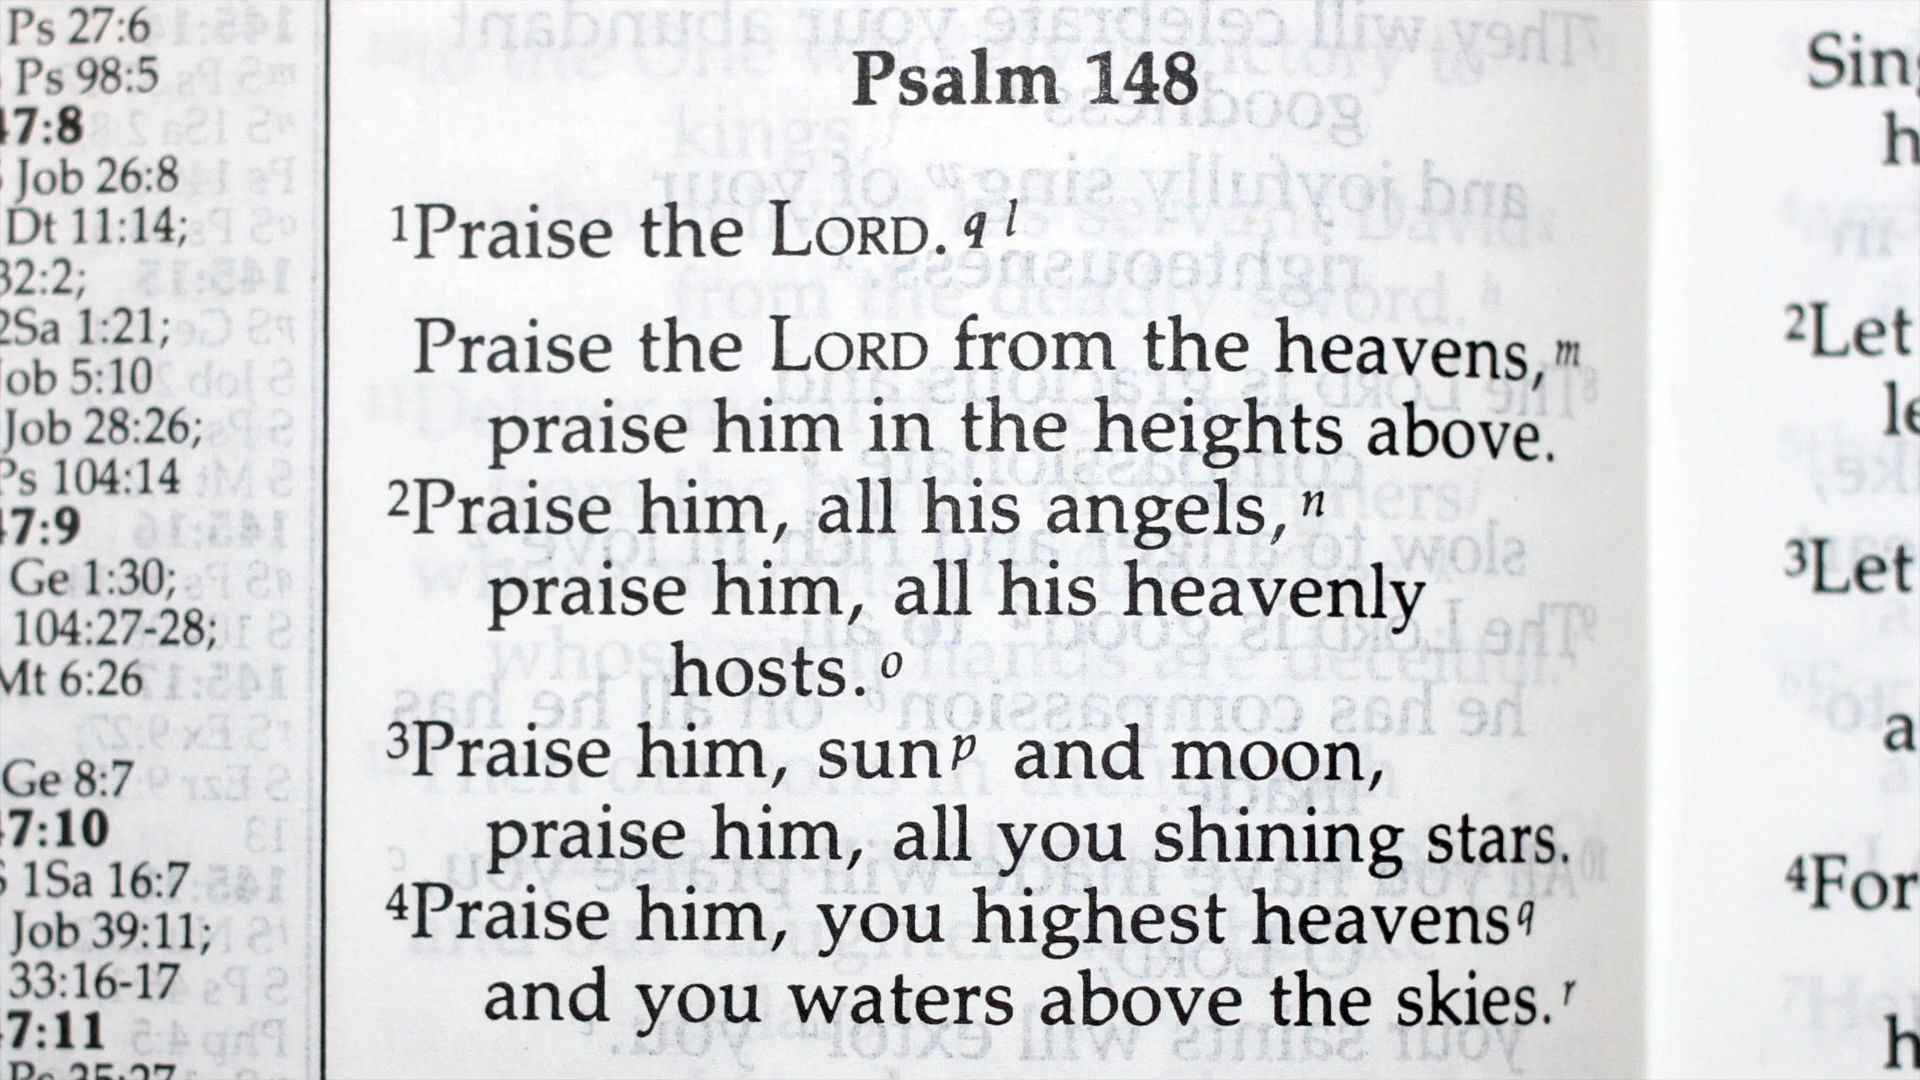 Ps 27:6
Ps 98:5
47:8
Job 26:8
Dt 11:14;
32:2;
2Sa 1:21;
Job 5:10
Job 28:26;
Ps 104:14
47:9
Ge 1:30;
104:27-28;
Mt 6:26
Ge 8:7
47:10
S 1Sa 16:7
Job 39:11;
33:16-17
47:11
Ps 35:27
Psalm 148
1Praise the LORD. q l
Praise the LORD from the heavens, m
praise him in the heights above.
2Praise him, all his angels, n
praise him, all his heavenly
hosts. o
3Praise him, sun p and moon,
praise him, all you shining stars.
4Praise him, you highest heavens q
and you waters above the skies. r
Sing
2Let
3Let
a
4For